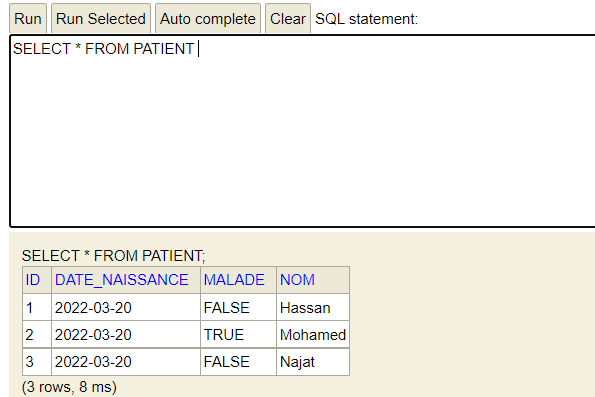 Run Run Selected Auto complete Clear SQL statement:
SELECT * FROM PATIENT
SELECT * FROM PATIENT;
ID DATE_NAISSANCE MALADE NOM
1 2022-03-20 FALSE Hassan
2 2022-03-20 TRUE Mohamed
3 2022-03-20 FALSE Najat
(3 rows, 8 ms)